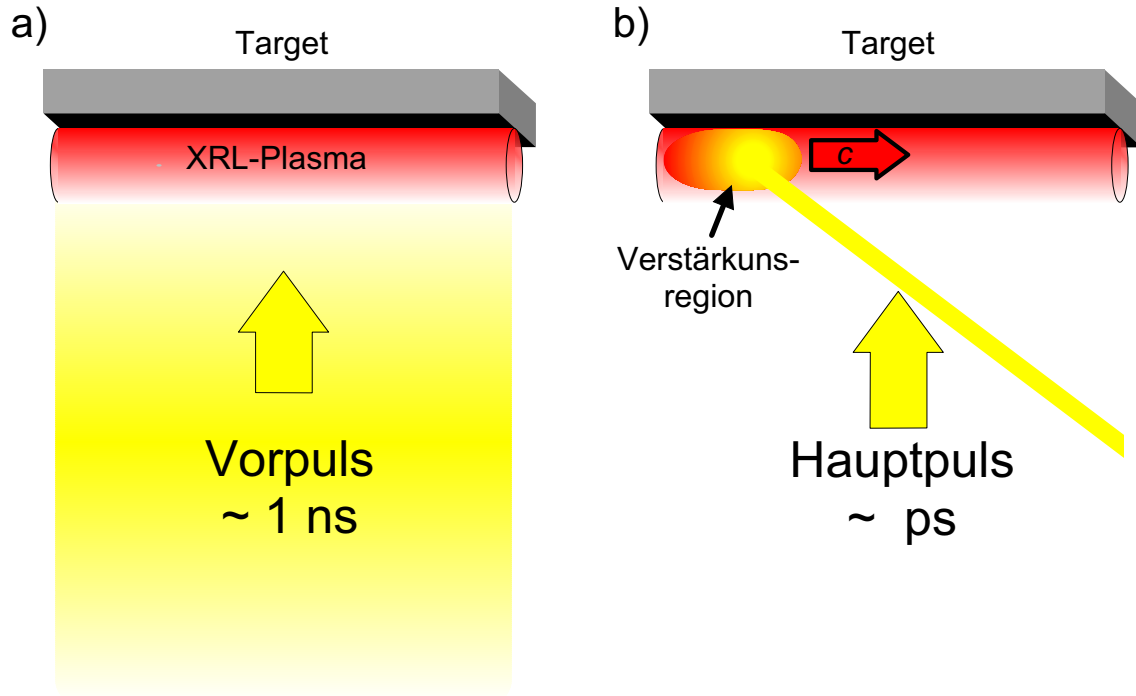 a)
Target
XRL-Plasma
Vorpuls
~ 1 ns
b)
Target
c
Verstärkuns-
region
Hauptpuls
~ ps